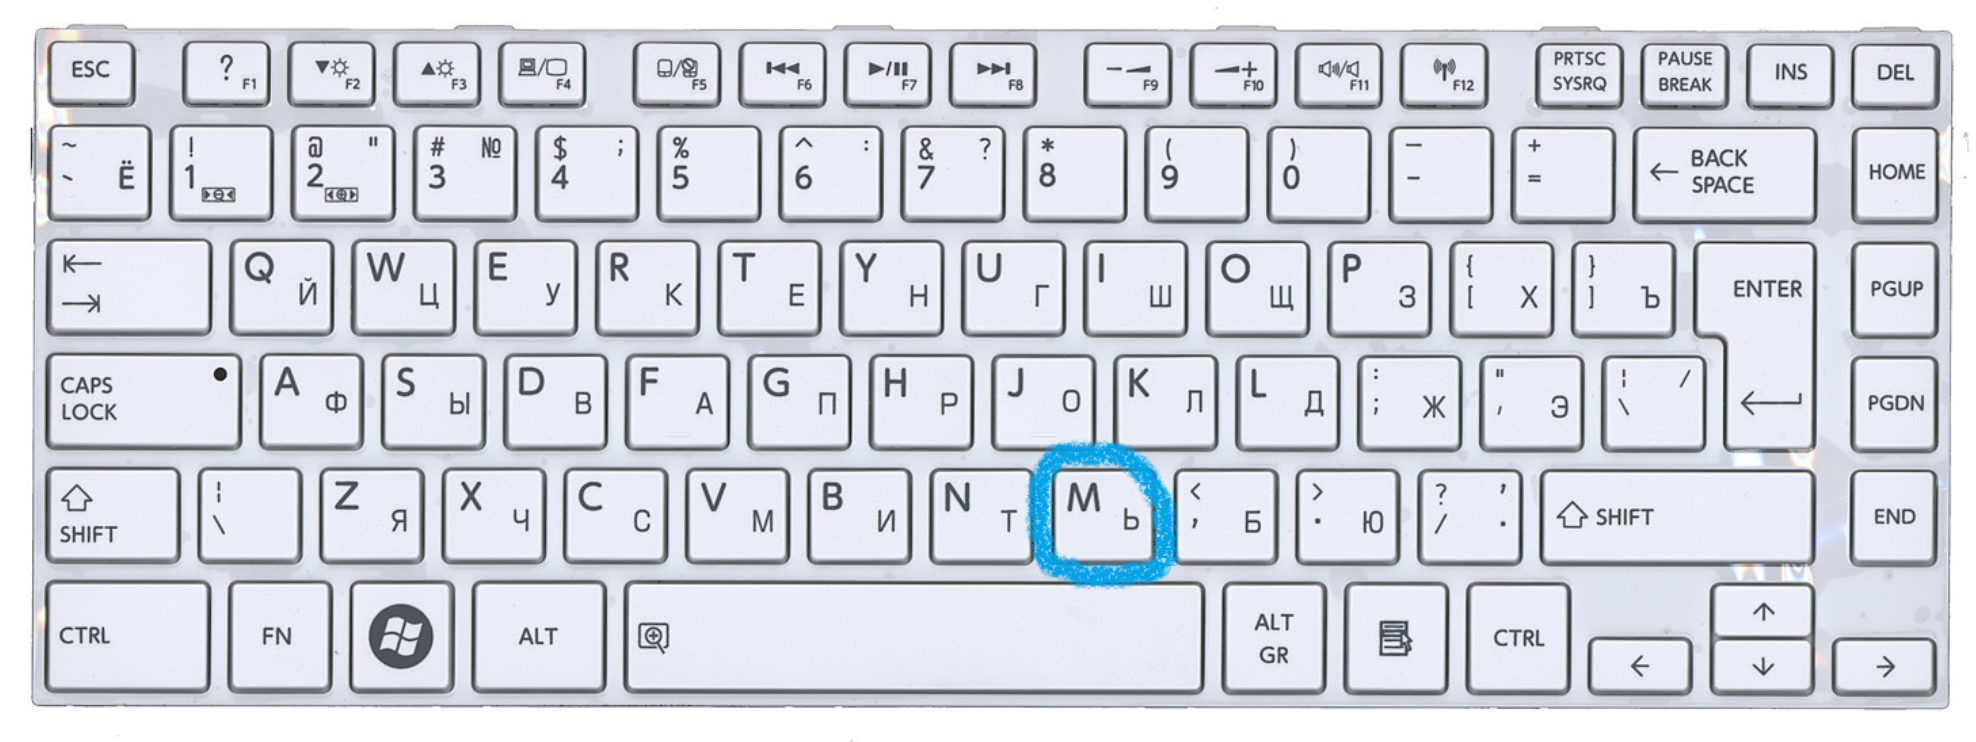 ESC ? F1 F2 F3 F4 F5 F6 F7 F8 F9 F10 F11 F12 PRTSC SYSRQ PAUSE BREAK INS DEL
~ ` Ё ! 1 @ " 2 # № 3 $ ; 4 % 5 ^ : 6 & ? 7 * 8 ( 9 ) 0 — - + = ← BACK SPACE HOME
Q Й W Ц E У R К T Е Y Н U Г I Ш O Щ P З { [ Х } ] Ъ ENTER PGUP
CAPS LOCK A Ф S Ы D В F А G П H Р J О K Л L Д : ; Ж " ' Э ¦ / \ PGDN
SHIFT ¦ \ Z Я X Ч C С V М B И N Т M Ь < , Б > . Ю ? , / . SHIFT END
CTRL FN ALT ALT GR CTRL ← ↑ ↓ →